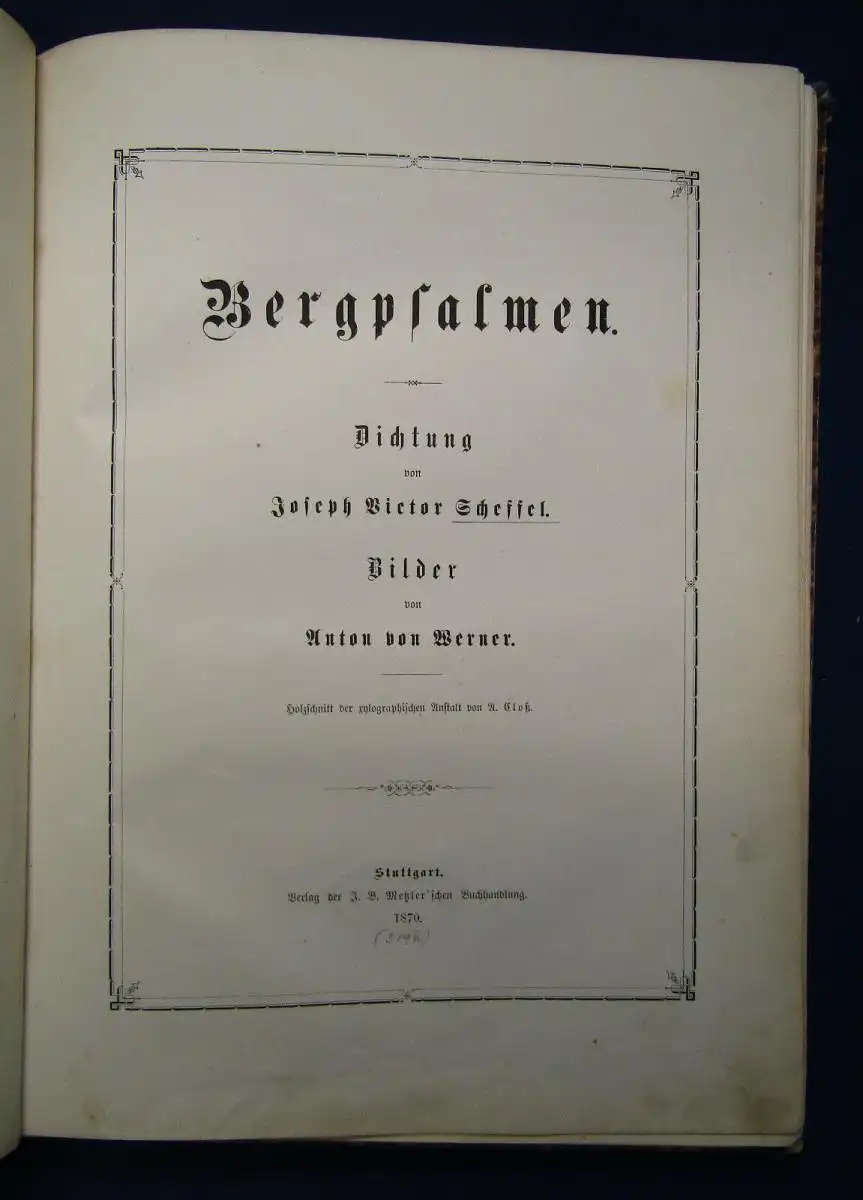 Bergpſalmen.
Dichtung
von
Joſeph Victor Scheffel.
Bilder
von
Anton von Werner.
Holzſchnitt der xylographiſchen Anſtalt von A. Cloß.
Stuttgart.
Verlag der J. B. Metzler'ſchen Buchhandlung.
1870.